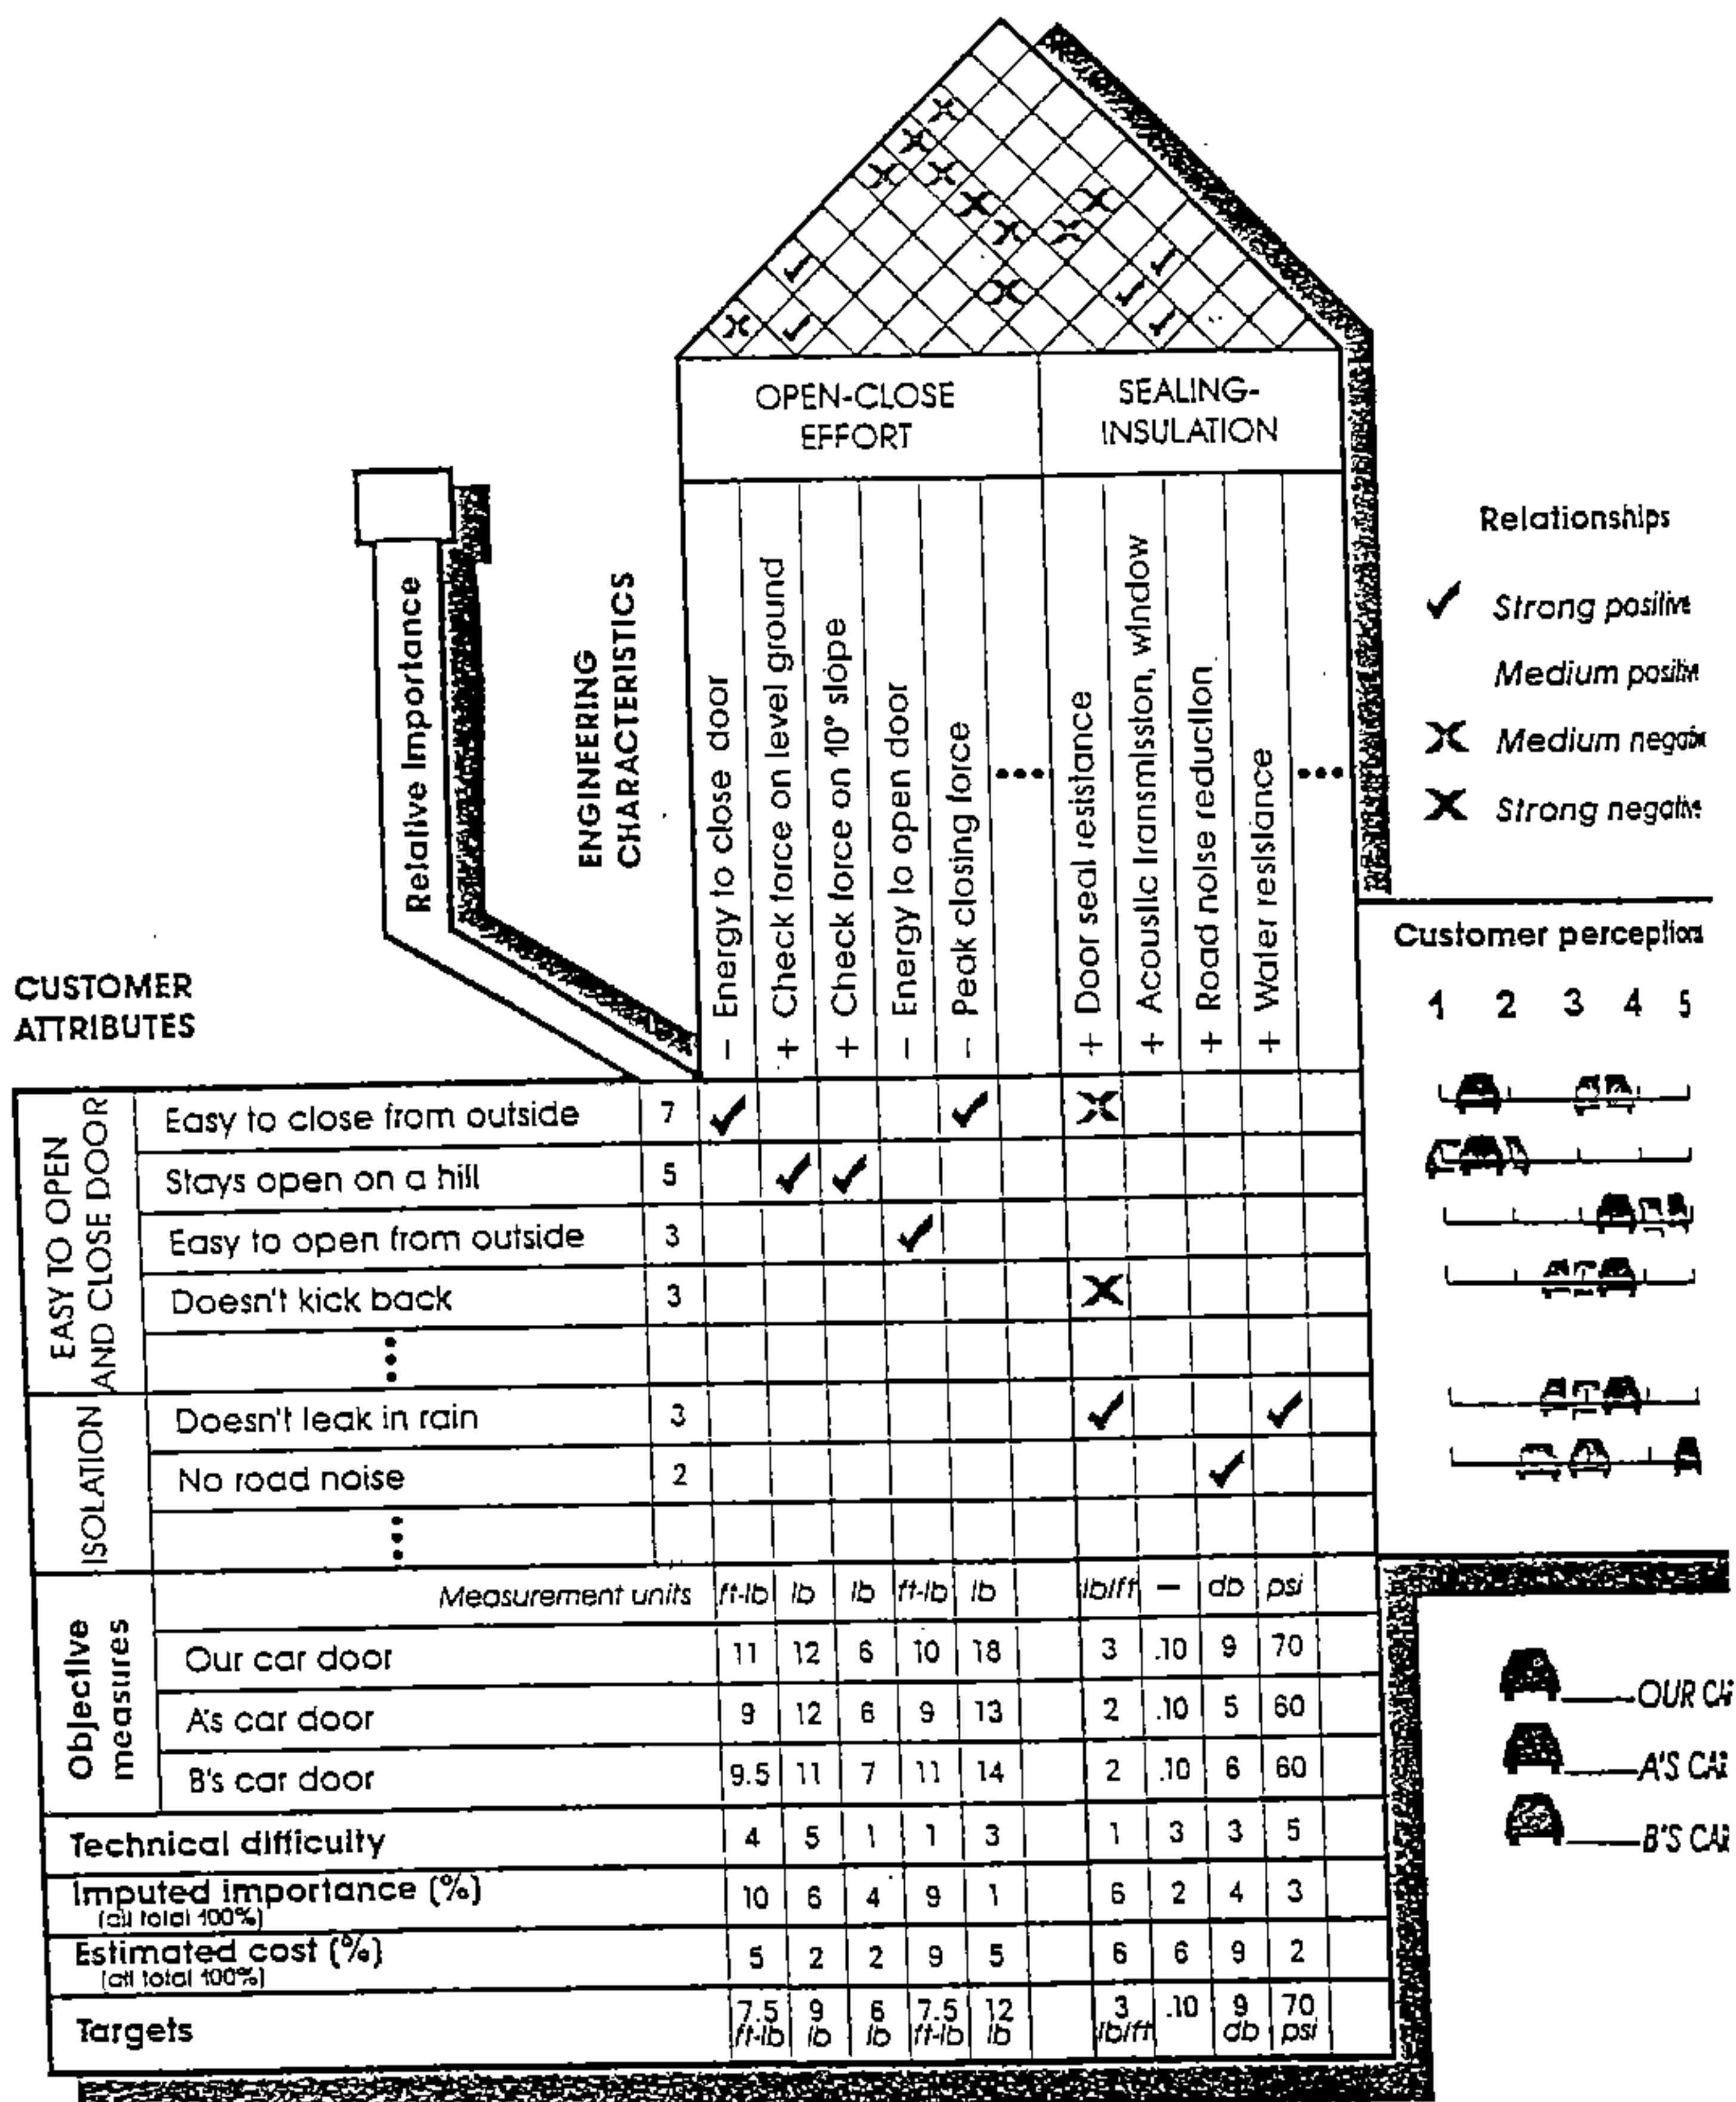 OPEN-CLOSE
EFFORT
SEALING-
INSULATION
Relationships
✓ Strong positive
Medium positive
Medium
Strong negative
Relative Importance
ENGINEERING
CHARACTERISTICS
− Energy to close door
+ Check force on level ground
+ Check force on 10° slope
− Energy to open door
− Peak closing force
•••
+ Door seal resistance
+ Acoustic transmission, window
+ Road noise reduction
+ Water resistance
•••
Customer perception
1 2 3 4 5
CUSTOMER
ATTRIBUTES
EASY TO OPEN
AND CLOSE DOOR
Easy to close from outside 7 ✓ ✓ X
Stays open on a hill 5 ✓ ✓
Easy to open from outside 3 ✓
Doesn't kick back 3 X
ISOLATION
Doesn't leak in rain 3 ✓ ✓
No road noise 2 ✓
Objective
measures
Measurement units ft-lb lb lb ft-lb lb lb/ft — db psi
Our car door 11 12 6 10 18 3 .10 9 70
A's car door 9 12 6 9 13 2 .10 5 60
B's car door 9.5 11 7 11 14 2 .10 6 60
Technical difficulty 4 5 1 1 3 1 3 3 5
Imputed importance (%) 10 6 4 9 1 6 2 4 3
(all total 100%)
Estimated cost (%) 5 2 2 9 5 6 6 9 2
(all total 100%)
Targets 7.5 9 6 7.5 12 3 .10 9 70
ft-lb lb lb ft-lb lb lb/ft db psi
OUR
A'S CAR
B'S CAR